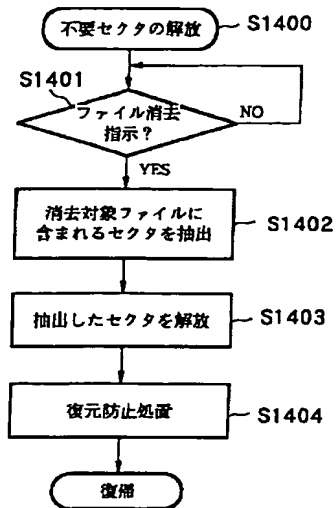 不要セクタの解放
S1400
S1401
ファイル消去
指示？
NO
YES
消去対象ファイルに
含まれるセクタを抽出
S1402
抽出したセクタを解放
S1403
復元防止処置
S1404
復帰